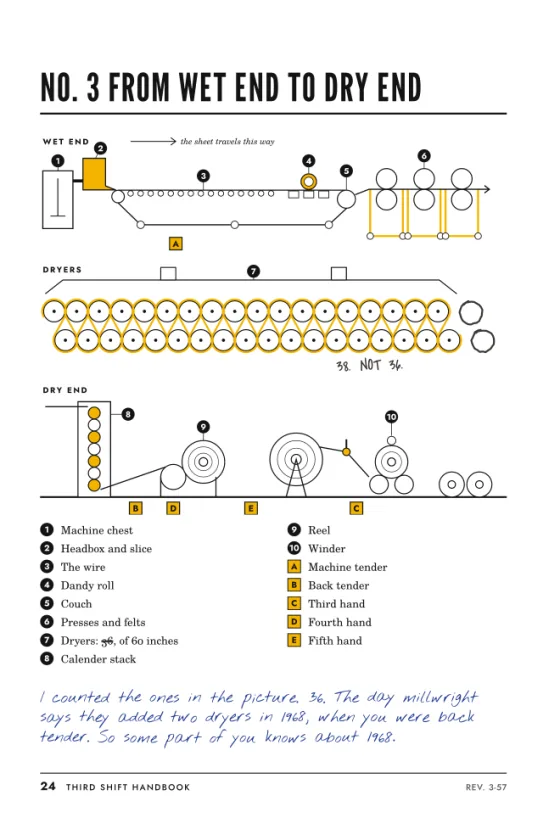 NO. 3 FROM WET END TO DRY END
WET END
the sheet travels this way
1
2
3
4
5
6
A
DRYERS
7
38. NOT 36.
DRY END
8
9
10
B
D
E
C
1 Machine chest
2 Headbox and slice
3 The wire
4 Dandy roll
5 Couch
6 Presses and felts
7 Dryers: 36, of 60 inches
8 Calender stack
9 Reel
10 Winder
A Machine tender
B Back tender
C Third hand
D Fourth hand
E Fifth hand
I counted the ones in the picture. 36. The day millwright
says they added two dryers in 1968, when you were back
tender. So some part of you knows about 1968.
24 THIRD SHIFT HANDBOOK
REV. 3-57